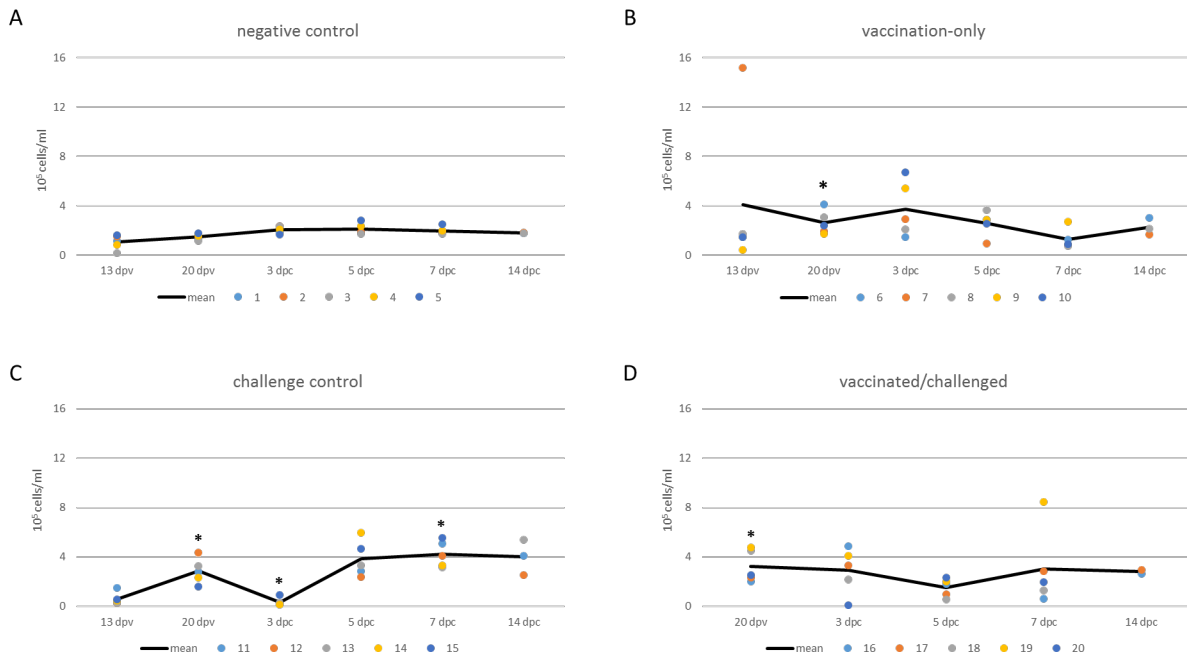 A
negative control
10⁵ cells/ml
16
12
8
4
0
13 dpv 20 dpv 3 dpc 5 dpc 7 dpc 14 dpc
mean 1 2 3 4 5
B
vaccination-only
10⁵ cells/ml
16
12
8
*
4
0
13 dpv 20 dpv 3 dpc 5 dpc 7 dpc 14 dpc
mean 6 7 8 9 10
C
challenge control
10⁵ cells/ml
16
12
8
* * *
4
0
13 dpv 20 dpv 3 dpc 5 dpc 7 dpc 14 dpc
mean 11 12 13 14 15
D
vaccinated/challenged
10⁵ cells/ml
16
12
8
*
4
0
20 dpv 3 dpc 5 dpc 7 dpc 14 dpc
mean 16 17 18 19 20